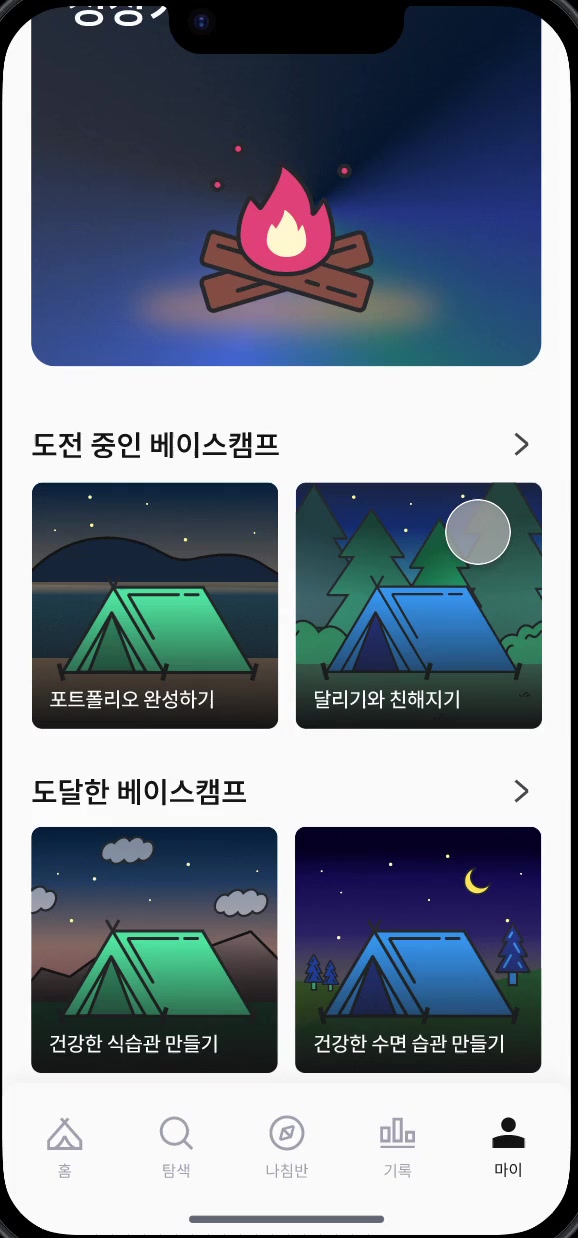 도전 중인 베이스캠프
포트폴리오 완성하기
달리기와 친해지기
도달한 베이스캠프
건강한 식습관 만들기
건강한 수면 습관 만들기
홈
탐색
나침반
기록
마이